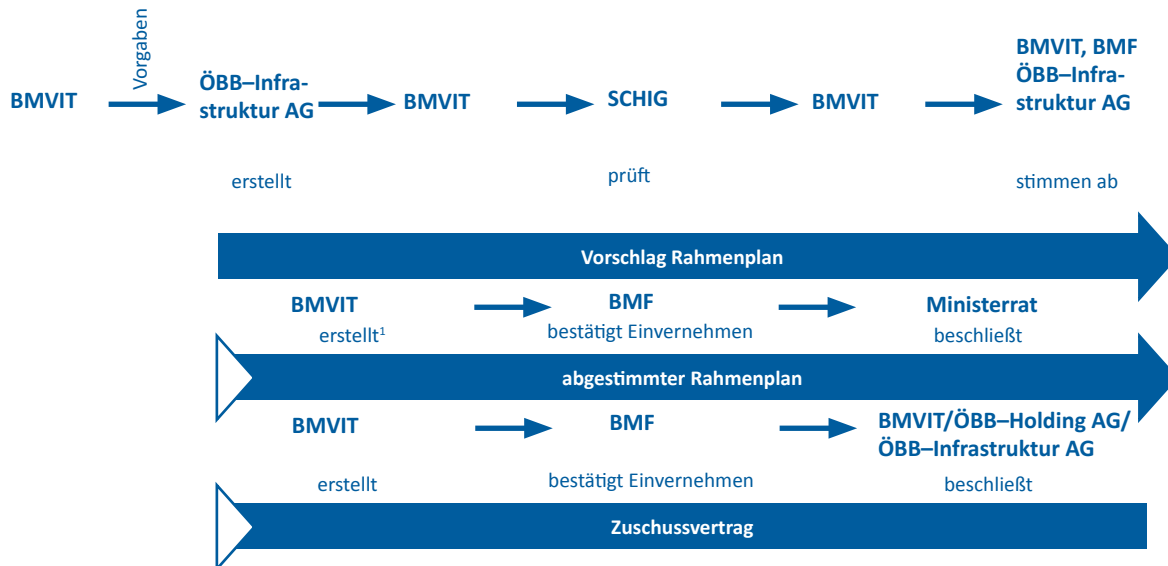 Vorgaben
BMVIT
ÖBB–Infra-
struktur AG
BMVIT
SCHIG
BMVIT
BMVIT, BMF
ÖBB–Infra-
struktur AG
erstellt
prüft
stimmen ab
Vorschlag Rahmenplan
BMVIT
BMF
Ministerrat
erstellt¹
bestätigt Einvernehmen
beschließt
abgestimmter Rahmenplan
BMVIT
BMF
BMVIT/ÖBB–Holding AG/
ÖBB–Infrastruktur AG
erstellt
bestätigt Einvernehmen
beschließt
Zuschussvertrag